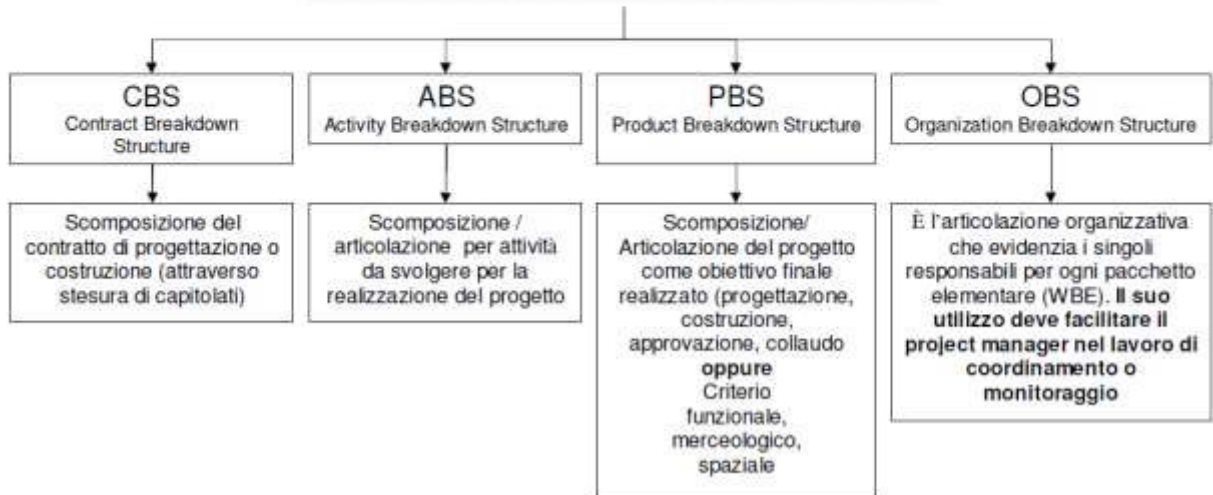 CBS
Contract Breakdown
Structure
ABS
Activity Breakdown Structure
PBS
Product Breakdown Structure
OBS
Organization Breakdown Structure
Scomposizione del
contratto di progettazione o
costruzione (attraverso
stesura di capitolati)
Scomposizione /
articolazione per attività
da svolgere per la
realizzazione del progetto
Scomposizione/
Articolazione del progetto
come obiettivo finale
realizzato (progettazione,
costruzione,
approvazione, collaudo
oppure
Criterio
funzionale,
merceologico,
spaziale
È l'articolazione organizzativa
che evidenzia i singoli
responsabili per ogni pacchetto
elementare (WBE). Il suo
utilizzo deve facilitare il
project manager nel lavoro di
coordinamento o
monitoraggio